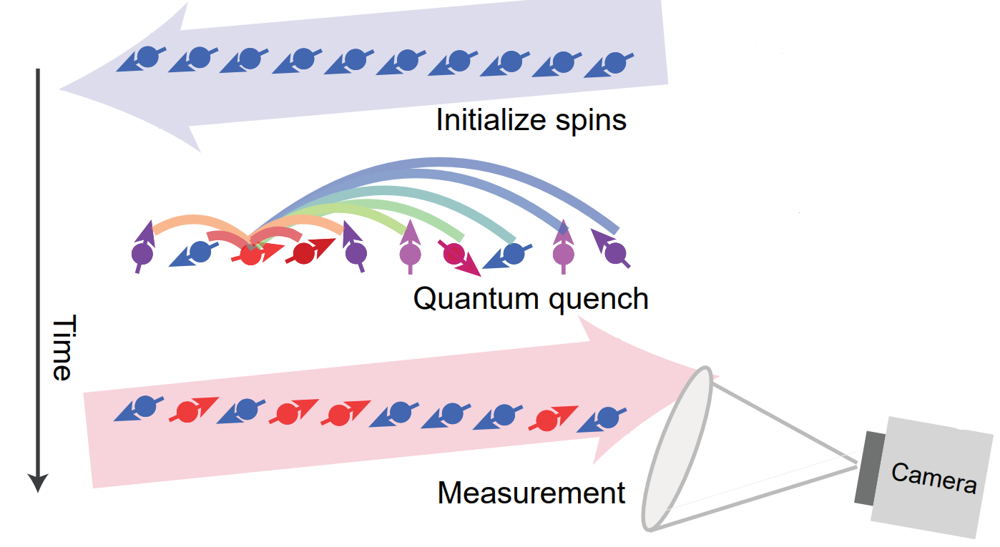 Initialize spins
Quantum quench
Time
Measurement
Camera